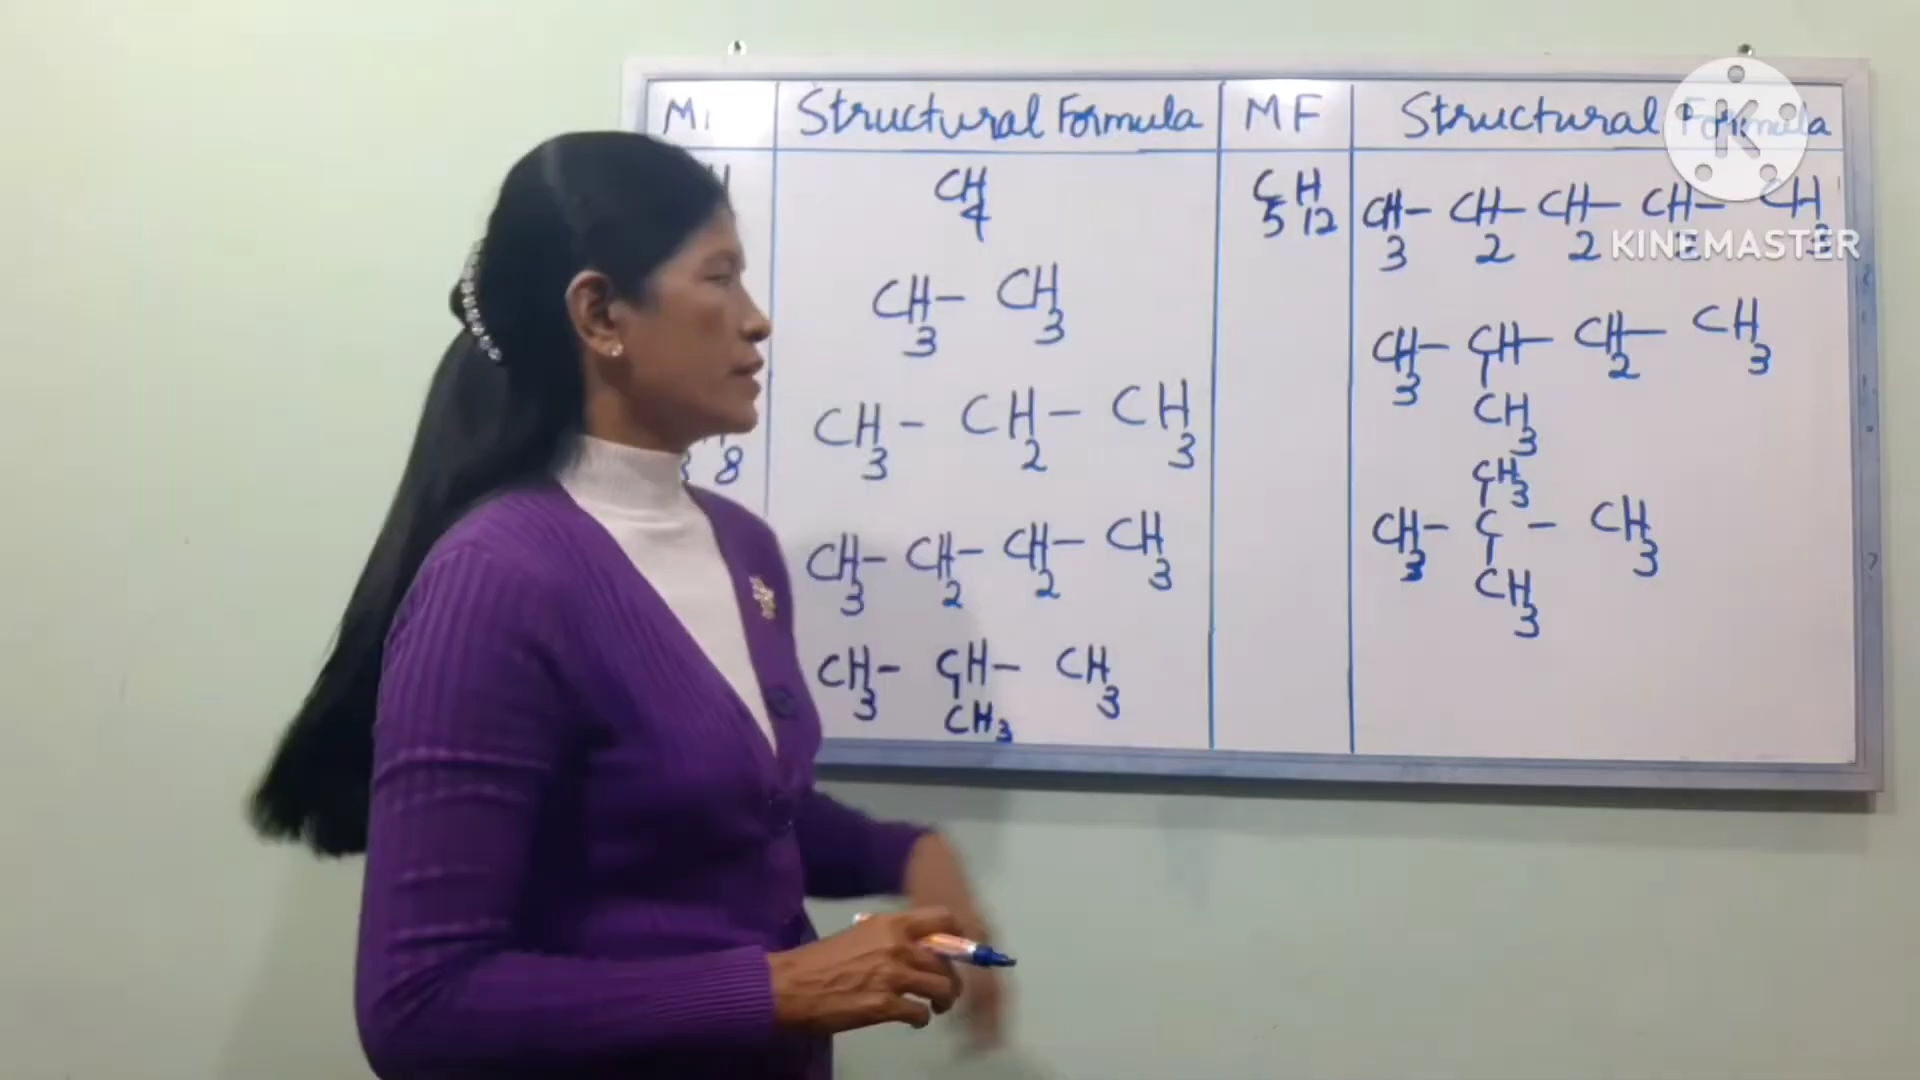 Structural Formula
CH4
CH3- CH3
CH3- CH2- CH3
8
CH3- CH2- CH2- CH3
CH3- CH- CH3
CH3
MF
Structural Formula
C5H12
CH3- CH2- CH2- CH2- CH3
CH3- CH- CH2- CH3
CH3
CH3
CH3- C - CH3
CH3
KINEMASTER